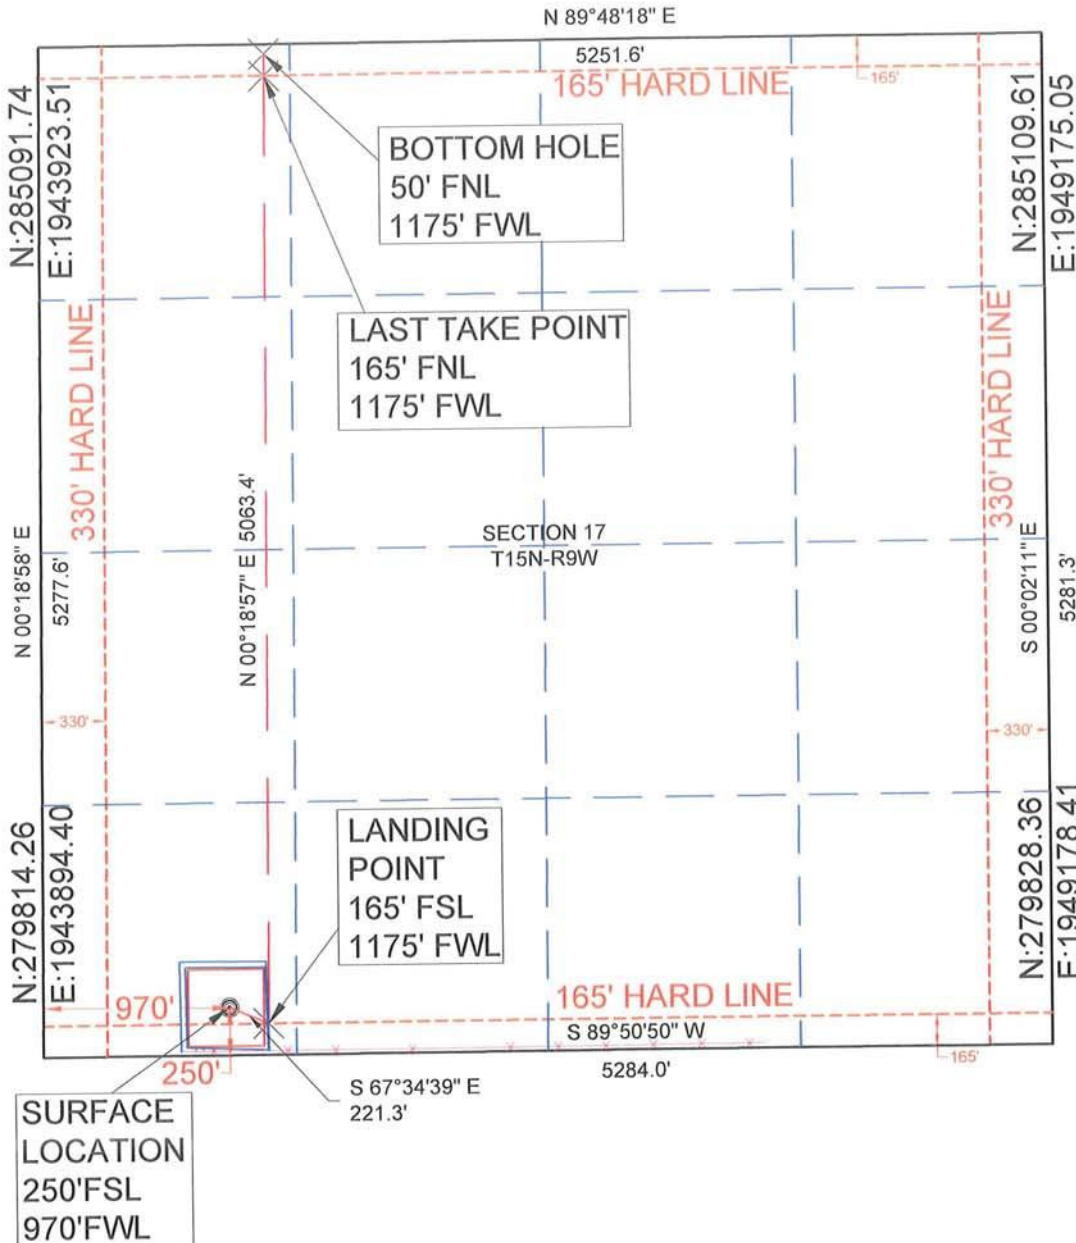 N 89°48'18" E
5251.6'
165' HARD LINE
165'
N:285091.74
E:1943923.51
N:285109.61
E:1949175.05
BOTTOM HOLE
50' FNL
1175' FWL
LAST TAKE POINT
165' FNL
1175' FWL
330' HARD LINE
330' HARD LINE
N 00°18'58" E
5277.6'
N 00°18'57" E 5063.4'
SECTION 17
T15N-R9W
S 00°02'11" E
5281.3'
330'
330'
N:279814.26
E:1943894.40
LANDING
POINT
165' FSL
1175' FWL
N:279828.36
E:1949178.41
970'
165' HARD LINE
S 89°50'50" W
5284.0'
165'
250'
S 67°34'39" E
221.3'
SURFACE
LOCATION
250'FSL
970'FWL